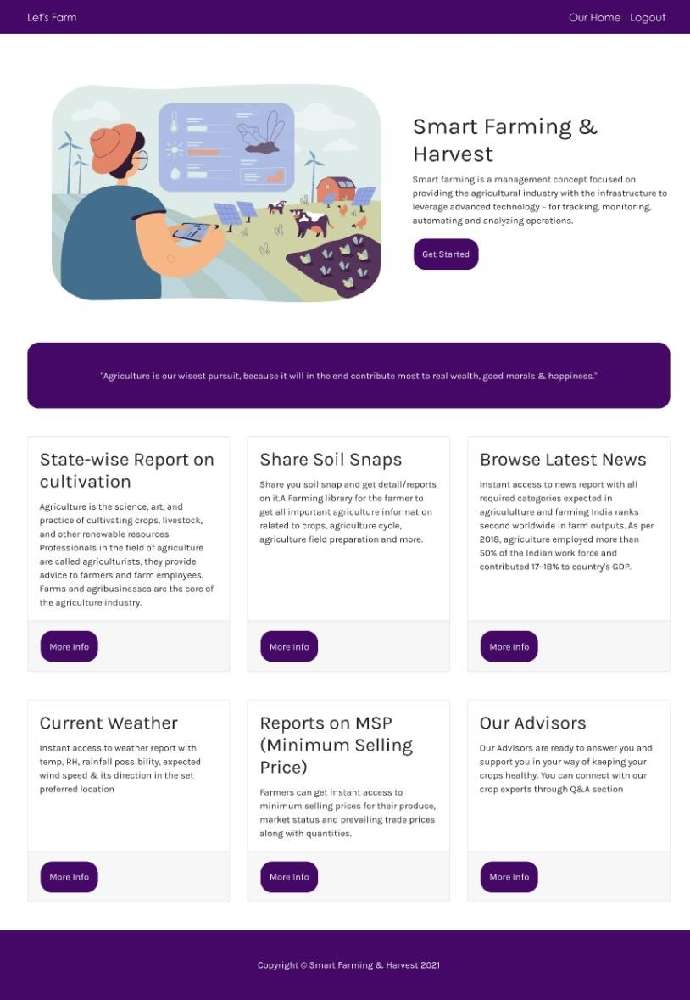 Let's Farm
Our Home Logout
Smart Farming &
Harvest
Smart farming is a management concept focused on
providing the agricultural industry with the infrastructure to
leverage advanced technology – for tracking, monitoring,
automating and analyzing operations.
Get Started
"Agriculture is our wisest pursuit, because it will in the end contribute most to real wealth, good morals & happiness."
State-wise Report on
cultivation
Agriculture is the science, art, and
practice of cultivating crops, livestock,
and other renewable resources.
Professionals in the field of agriculture
are called agriculturists, they provide
advice to farmers and farm employees.
Farms and agribusinesses are the core of
the agriculture industry.
More Info
Share Soil Snaps
Share you soil snap and get detail/reports
on it.A Farming library for the farmer to
get all important agriculture information
related to crops, agriculture cycle,
agriculture field preparation and more.
More Info
Browse Latest News
Instant access to news report with all
required categories expected in
agriculuture and farming India ranks
second worldwide in farm outputs. As per
2018, agriculture employed more than
50% of the Indian work force and
contributed 17–18% to country's GDP.
More Info
Current Weather
Instant access to weather report with
temp, RH, rainfall possibility, expected
wind speed & its direction in the set
preferred location
More Info
Reports on MSP
(Minimum Selling
Price)
Farmers can get instant access to
minimum selling prices for their produce,
market status and prevailing trade prices
along with quantities.
More Info
Our Advisors
Our Advisors are ready to answer you and
support you in your way of keeping your
crops healthy. You can connect with our
crop experts through Q&A section
More Info
Copyright © Smart Farming & Harvest 2021